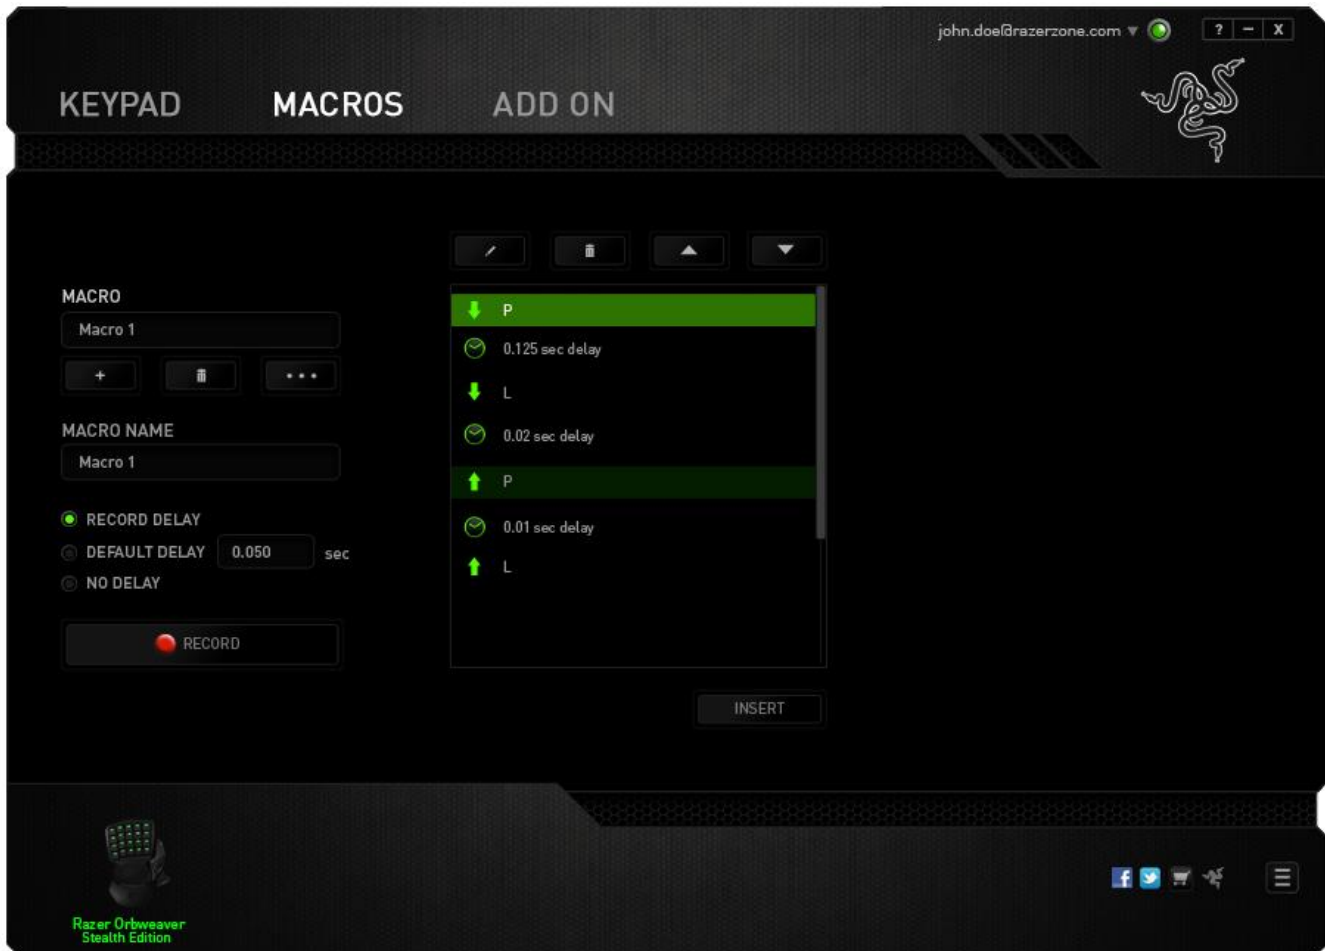 john.doe@razerzone.com
? – X
KEYPAD MACROS ADD ON
MACRO
Macro 1
+
MACRO NAME
Macro 1
RECORD DELAY
DEFAULT DELAY 0.050 sec
NO DELAY
RECORD
P
0.125 sec delay
L
0.02 sec delay
P
0.01 sec delay
L
INSERT
Razer Orbweaver
Stealth Edition